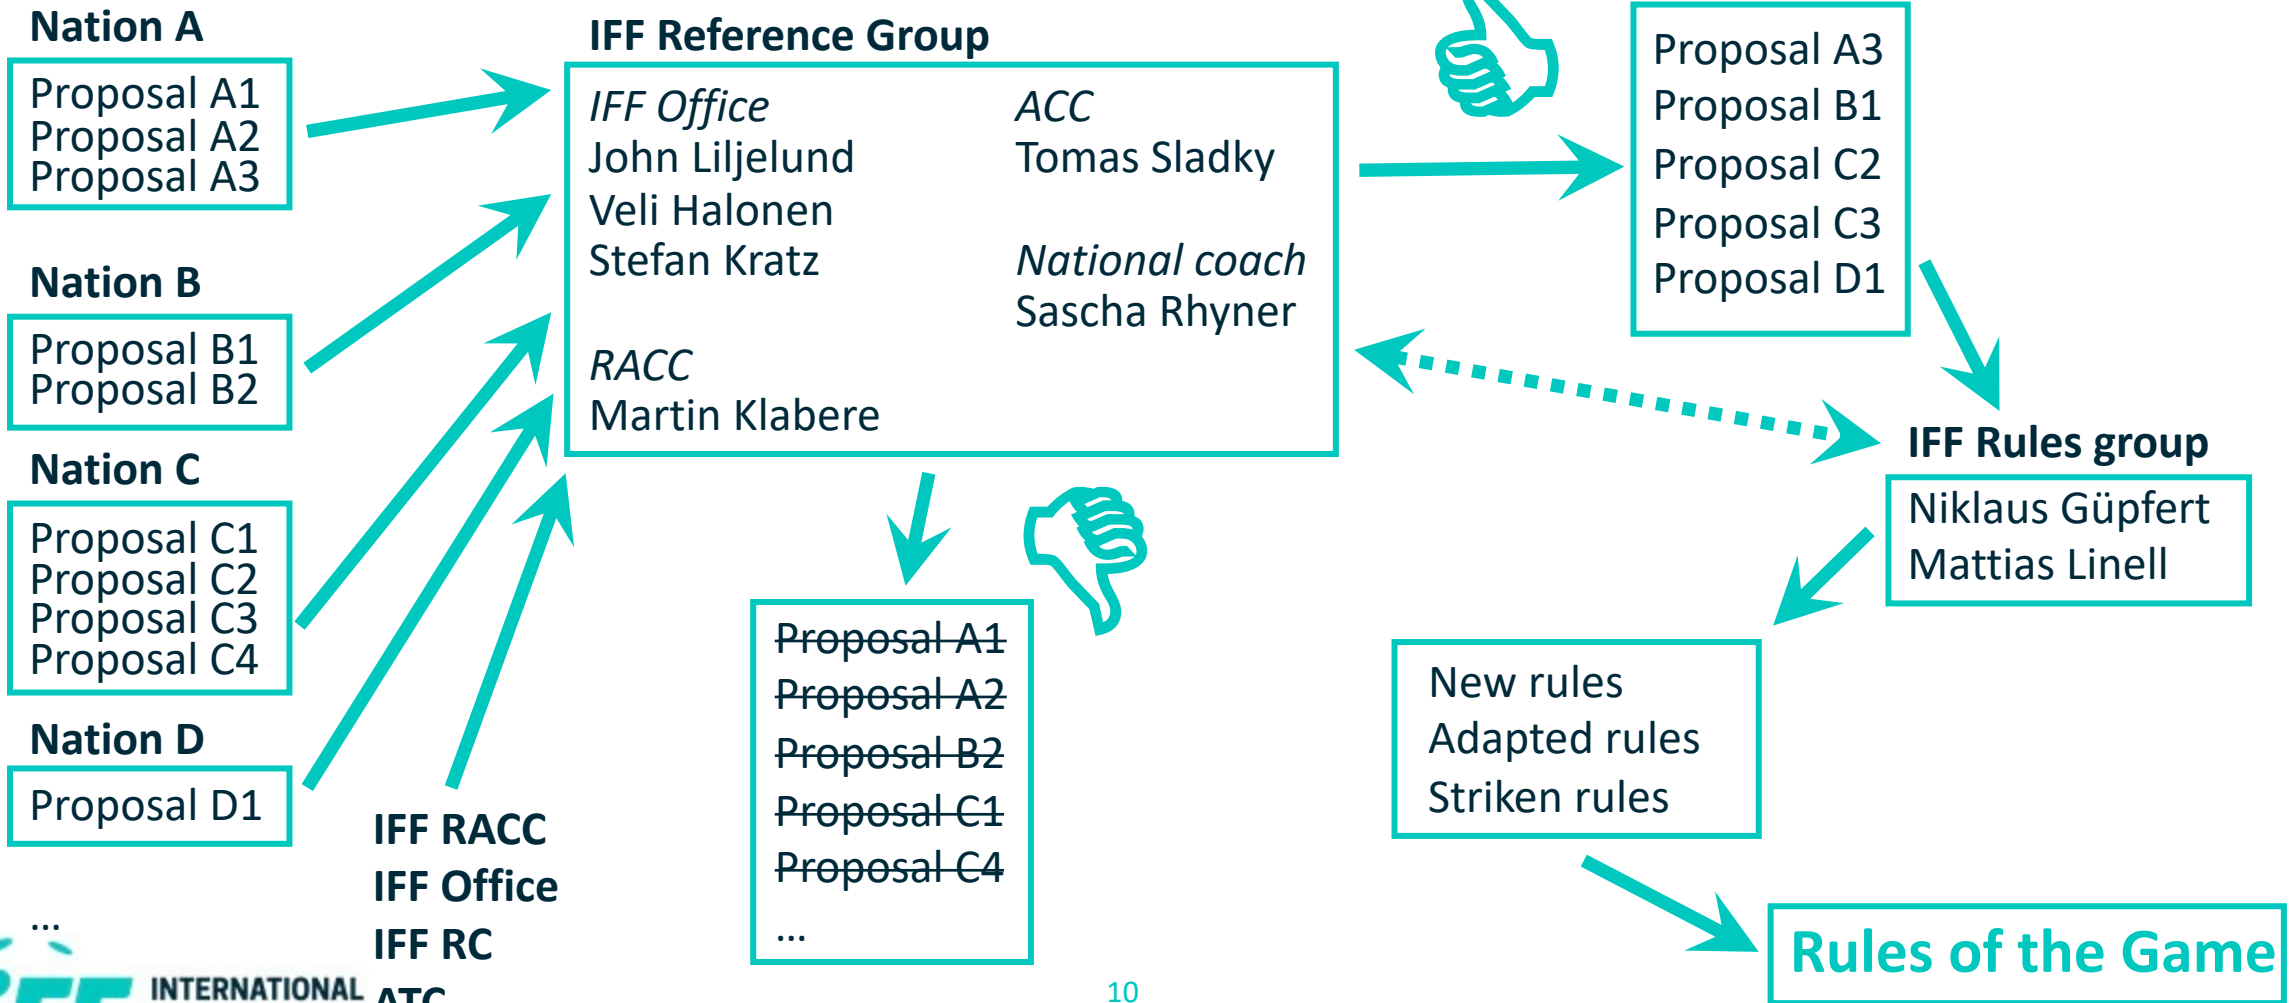 Nation A
Proposal A1
Proposal A2
Proposal A3
Nation B
Proposal B1
Proposal B2
Nation C
Proposal C1
Proposal C2
Proposal C3
Proposal C4
Nation D
Proposal D1
...
IFF RACC
IFF Office
IFF RC
ATC
INTERNATIONAL
IFF Reference Group
IFF Office
John Liljelund
Veli Halonen
Stefan Kratz
RACC
Martin Klabere
ACC
Tomas Sladky
National coach
Sascha Rhyner
Proposal A1
Proposal A2
Proposal B2
Proposal C1
Proposal C4
...
Proposal A3
Proposal B1
Proposal C2
Proposal C3
Proposal D1
IFF Rules group
Niklaus Güpfert
Mattias Linell
New rules
Adapted rules
Striken rules
Rules of the Game
10